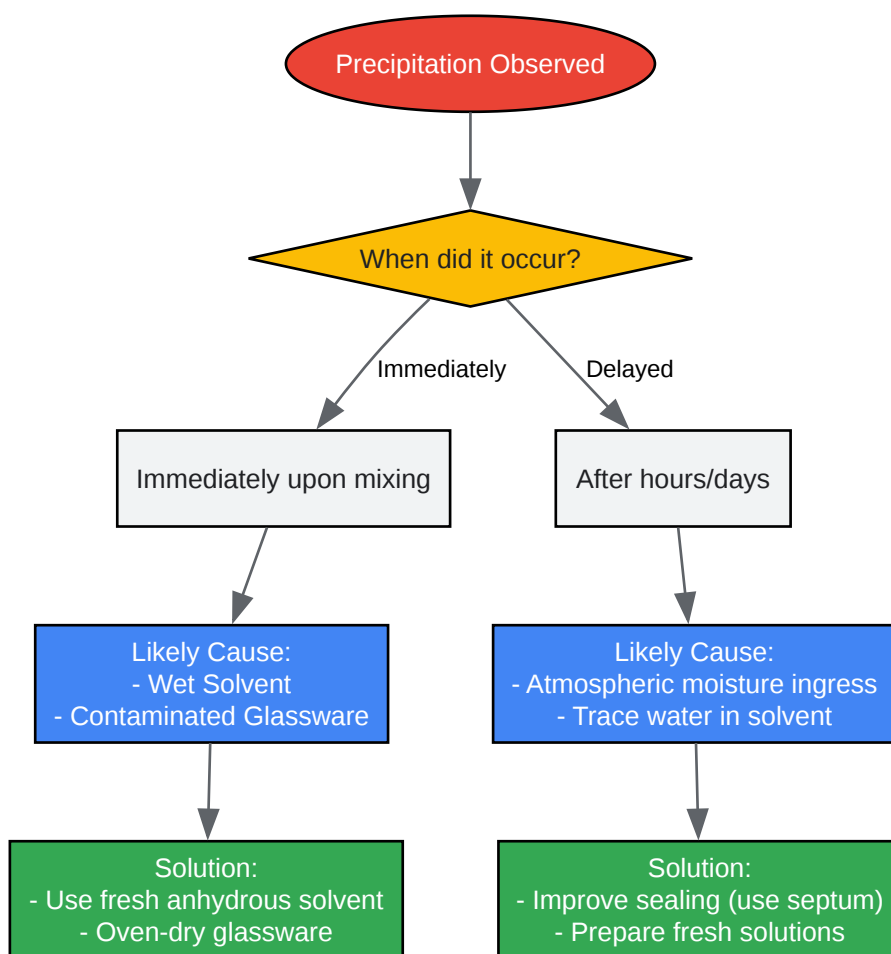 Precipitation Observed
When did it occur?
Immediately
Delayed
Immediately upon mixing
After hours/days
Likely Cause:
- Wet Solvent
- Contaminated Glassware
Likely Cause:
- Atmospheric moisture ingress
- Trace water in solvent
Solution:
- Use fresh anhydrous solvent
- Oven-dry glassware
Solution:
- Improve sealing (use septum)
- Prepare fresh solutions